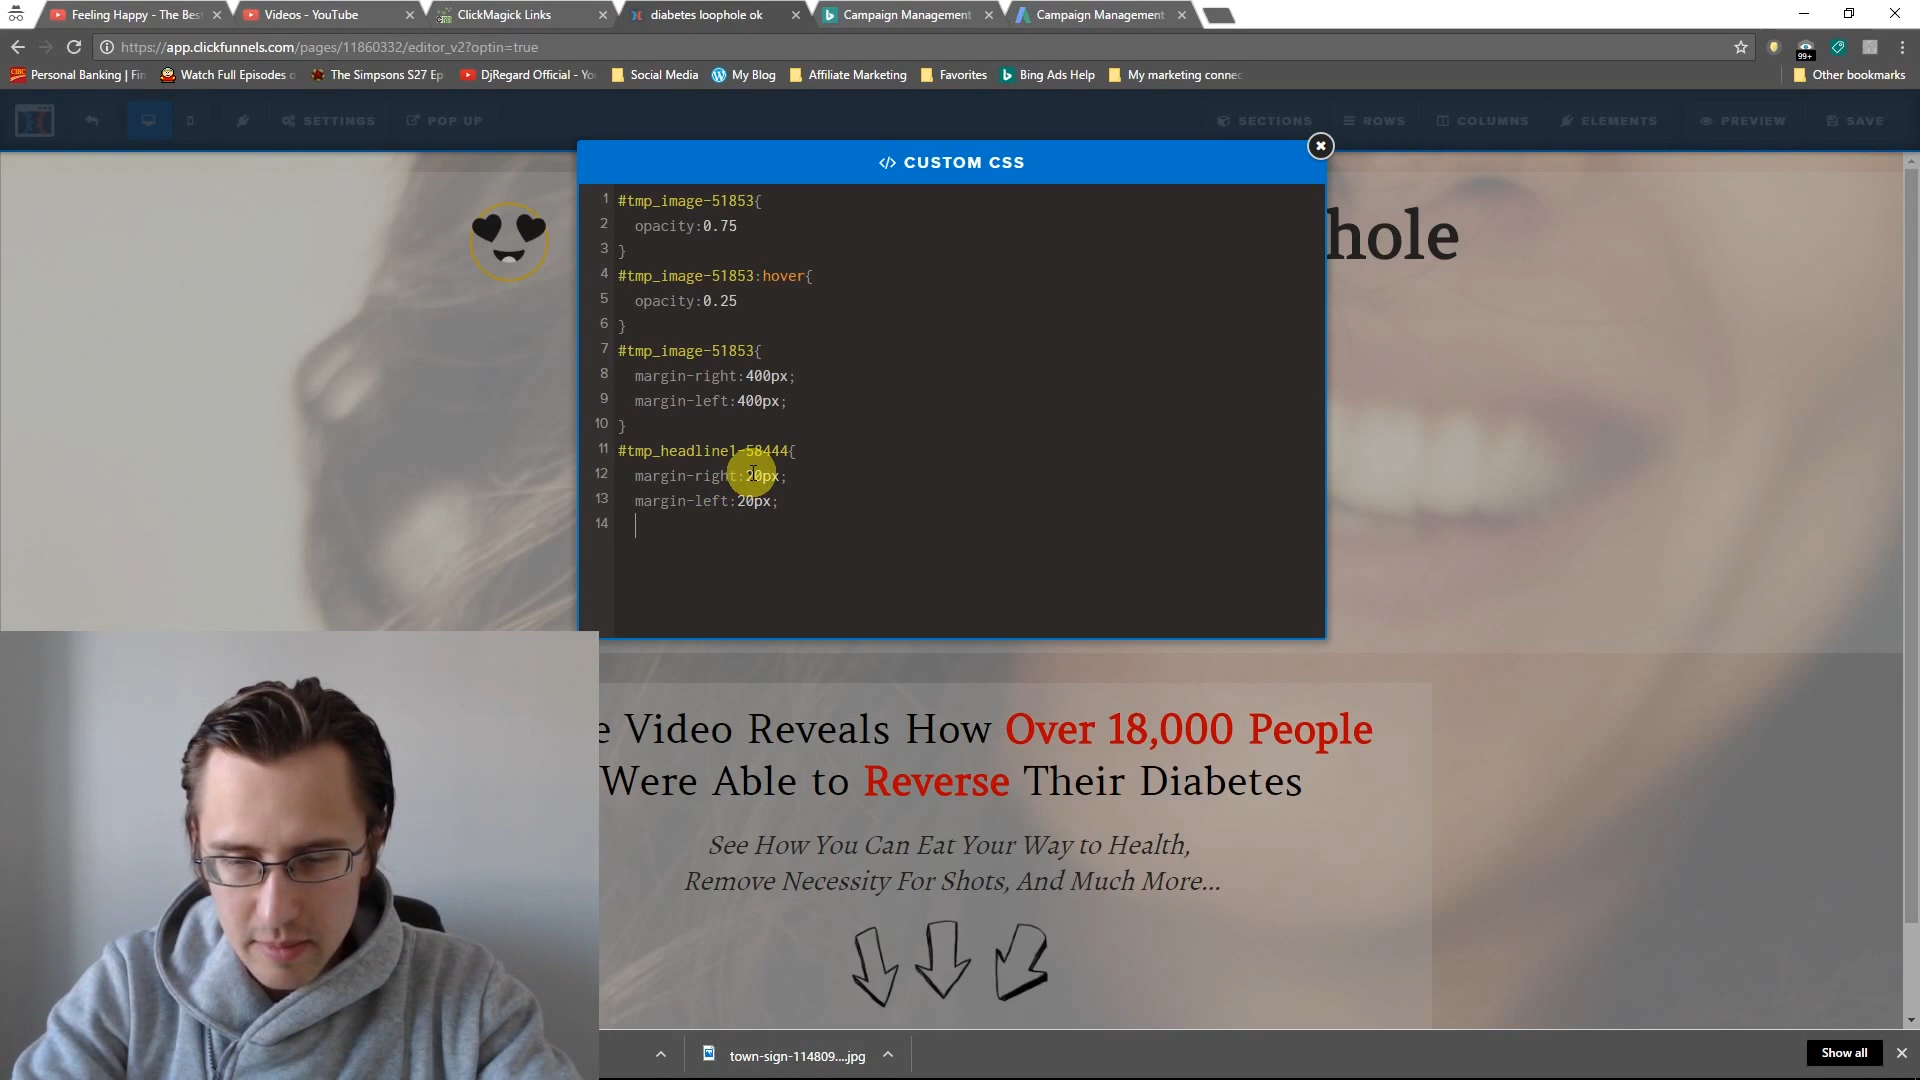 Feeling Happy - The Bes
Videos - YouTube
ClickMagick Links
diabetes loophole ok
Campaign Management
Campaign Management
https://app.clickfunnels.com/pages/11860332/editor_v2?optin=true
99+
CIBC Personal Banking | Fin
Watch Full Episodes o
The Simpsons S27 Ep
DjRegard Official - Yo
Social Media
My Blog
Affiliate Marketing
Favorites
Bing Ads Help
My marketing connec
Other bookmarks
SETTINGS
POP UP
SECTIONS
ROWS
COLUMNS
ELEMENTS
PREVIEW
SAVE
</> CUSTOM CSS
1 #tmp_image-51853{
2 opacity:0.75
3 }
4 #tmp_image-51853:hover{
5 opacity:0.25
6 }
7 #tmp_image-51853{
8 margin-right:400px;
9 margin-left:400px;
10 }
11 #tmp_headline1-58444{
12 margin-right:20px;
13 margin-left:20px;
14
hole
e Video Reveals How Over 18,000 People
Were Able to Reverse Their Diabetes
See How You Can Eat Your Way to Health,
Remove Necessity For Shots, And Much More...
town-sign-114809....jpg
Show all